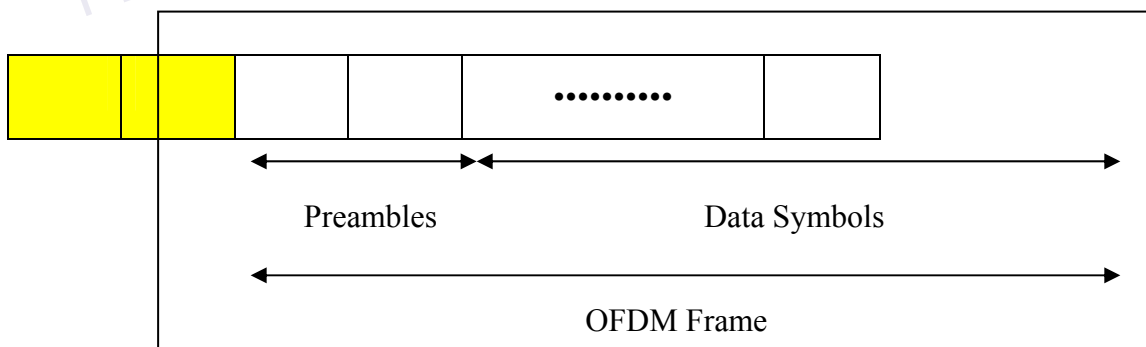 ••••••••••
Preambles
Data Symbols
OFDM Frame